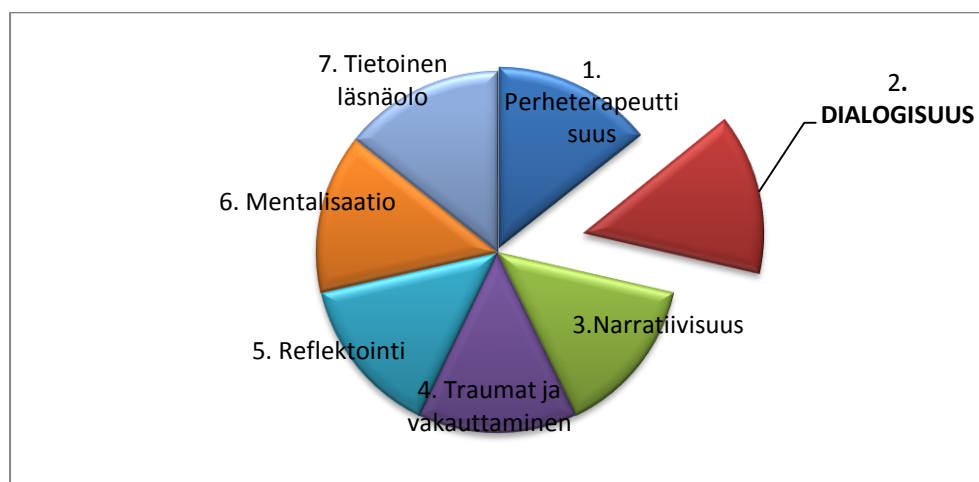 1.
Perheterapeutti
suus
2.
DIALOGISUUS
3.Narratiivisuus
4. Traumat ja
vakauttaminen
5. Reflektointi
6. Mentalisaatio
7. Tietoinen
läsnäolo